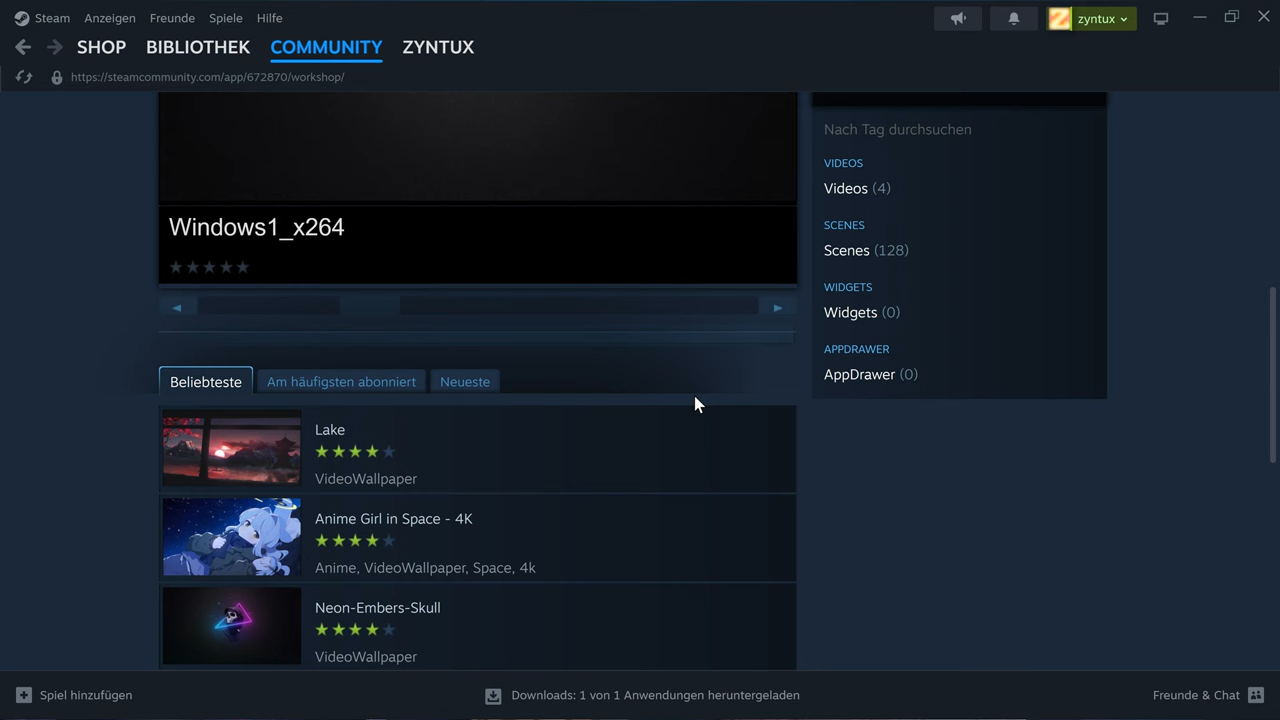 Steam Anzeigen Freunde Spiele Hilfe
zyntux
SHOP BIBLIOTHEK COMMUNITY ZYNTUX
https://steamcommunity.com/app/672870/workshop/
Windows1_x264
Beliebteste Am häufigsten abonniert Neueste
Lake
VideoWallpaper
Anime Girl in Space - 4K
Anime, VideoWallpaper, Space, 4k
Neon-Embers-Skull
VideoWallpaper
Nach Tag durchsuchen
VIDEOS
Videos (4)
SCENES
Scenes (128)
WIDGETS
Widgets (0)
APPDRAWER
AppDrawer (0)
Spiel hinzufügen
Downloads: 1 von 1 Anwendungen heruntergeladen
Freunde & Chat